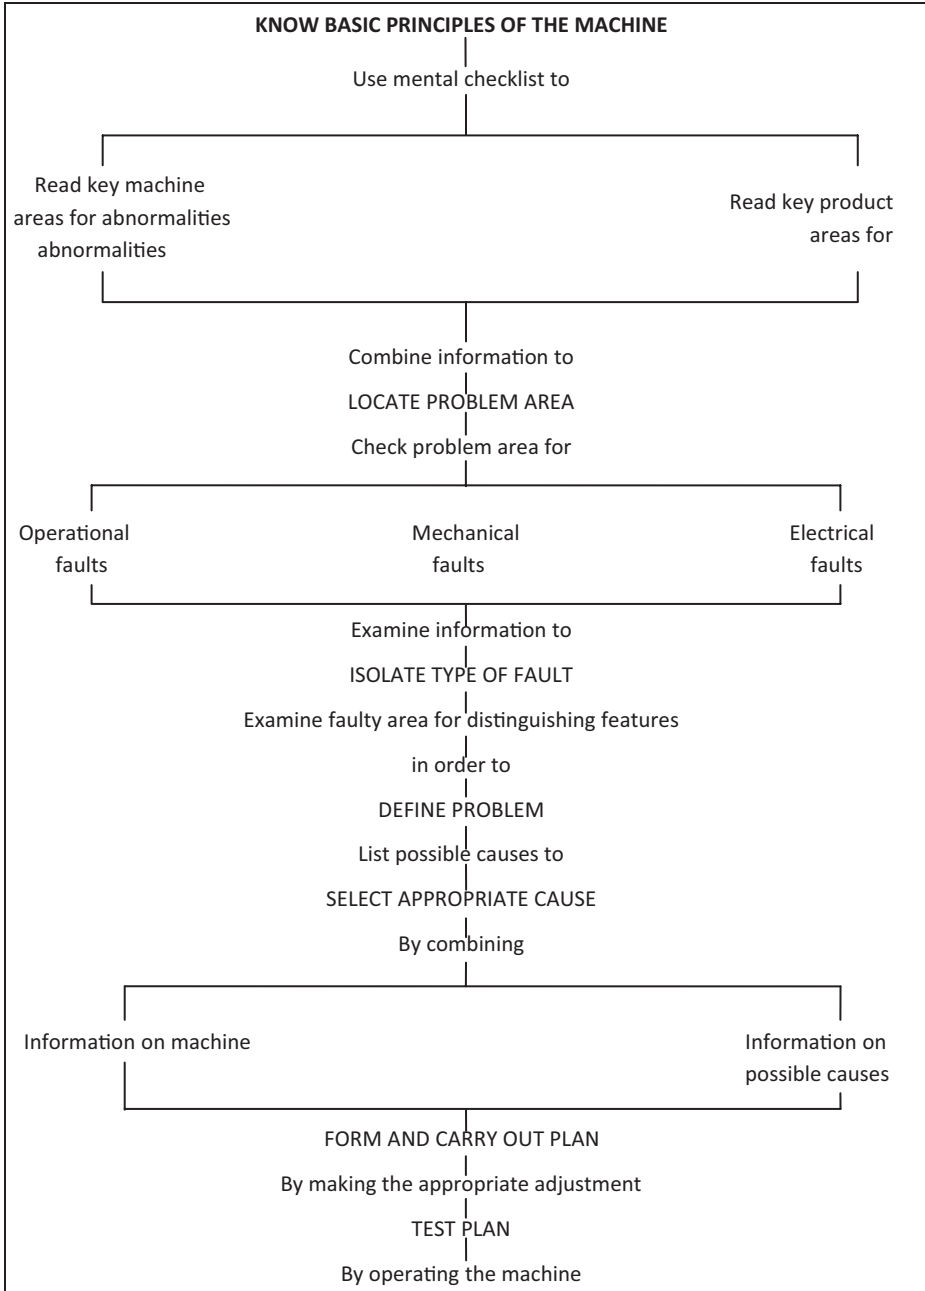 KNOW BASIC PRINCIPLES OF THE MACHINE
Use mental checklist to
Read key machine
areas for abnormalities
abnormalities
Read key product
areas for
Combine information to
LOCATE PROBLEM AREA
Check problem area for
Operational
faults
Mechanical
faults
Electrical
faults
Examine information to
ISOLATE TYPE OF FAULT
Examine faulty area for distinguishing features
in order to
DEFINE PROBLEM
List possible causes to
SELECT APPROPRIATE CAUSE
By combining
Information on machine
Information on
possible causes
FORM AND CARRY OUT PLAN
By making the appropriate adjustment
TEST PLAN
By operating the machine